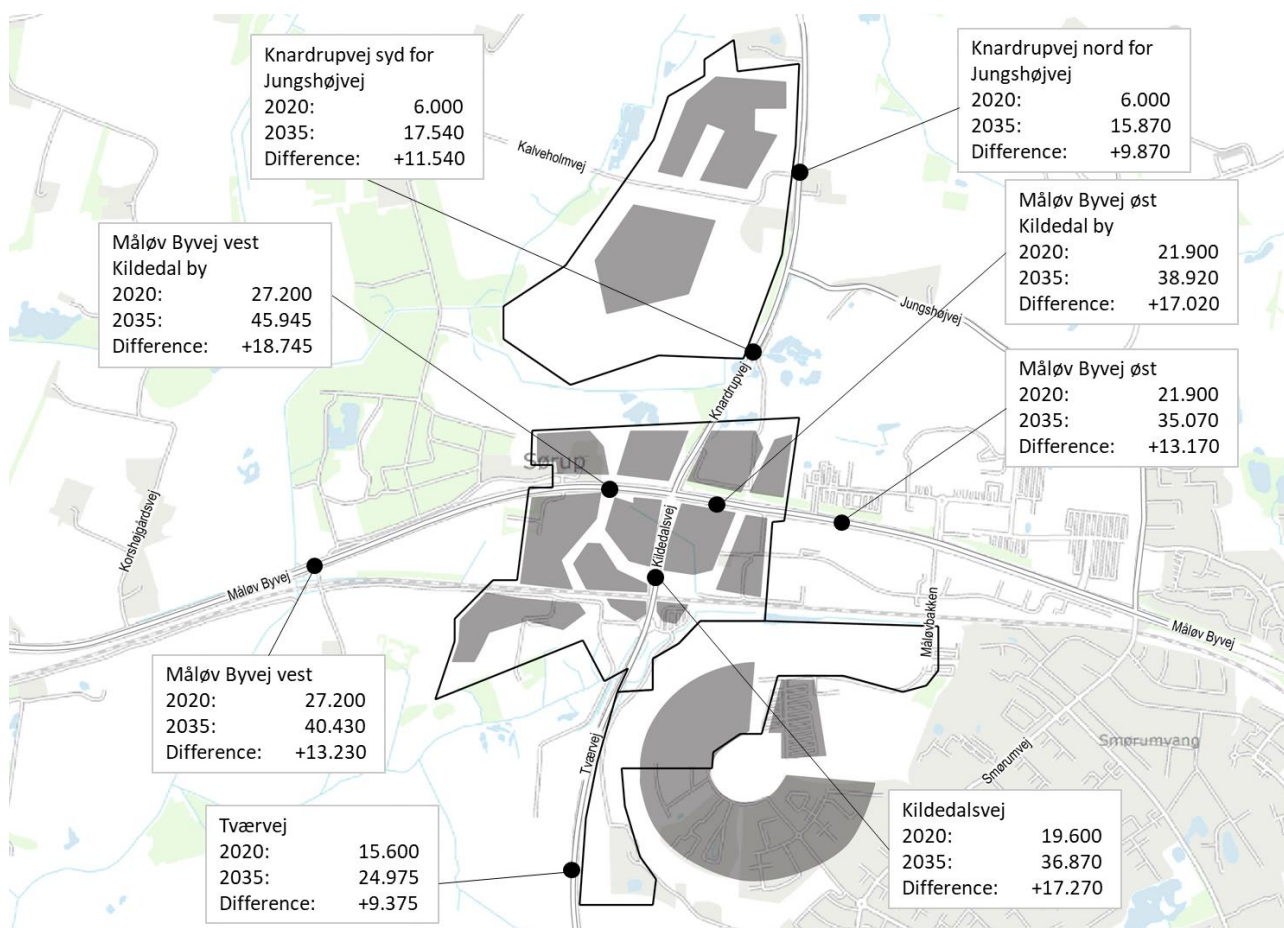 Knardrupvej syd for
Jungshøjvej
2020: 6.000
2035: 17.540
Difference: +11.540
Knardrupvej nord for
Jungshøjvej
2020: 6.000
2035: 15.870
Difference: +9.870
Kalveholmvej
Måløv Byvej øst
Kildedal by
2020: 21.900
2035: 38.920
Difference: +17.020
Måløv Byvej vest
Kildedal by
2020: 27.200
2035: 45.945
Difference: +18.745
Jungshøjvej
Måløv Byvej øst
2020: 21.900
2035: 35.070
Difference: +13.170
Knardrupvej
Sørup
Korshøjgårdsvej
Kildedalsvej
Måløv Byvej
Måløvbakken
Måløv Byvej
Måløv Byvej vest
2020: 27.200
2035: 40.430
Difference: +13.230
Tværvej
Smørumvang
Smørumvej
Tværvej
2020: 15.600
2035: 24.975
Difference: +9.375
Kildedalsvej
2020: 19.600
2035: 36.870
Difference: +17.270